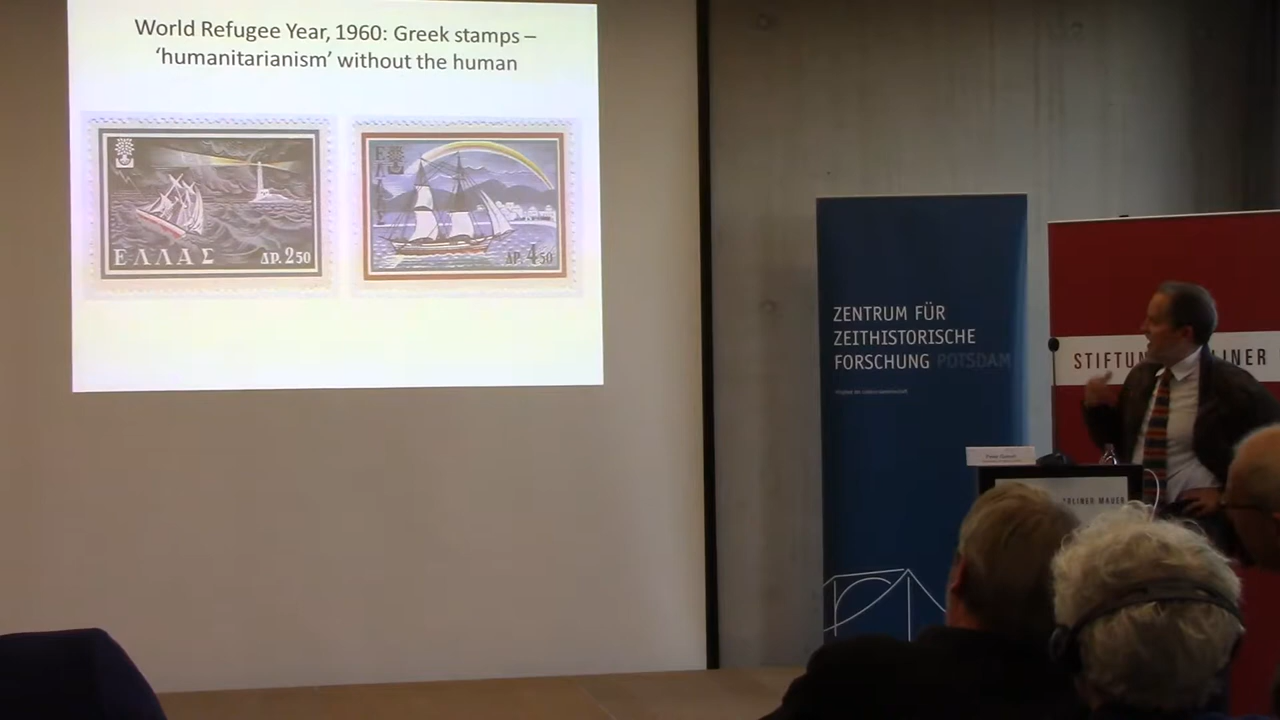 World Refugee Year, 1960: Greek stamps –
‘humanitarianism’ without the human
ΕΛΛΑΣ
ΔΡ. 2 50
ΕΛΛΑΣ
ΔΡ. 4 50
ZENTRUM FÜR
ZEITHISTORISCHE
FORSCHUNG POTSDAM